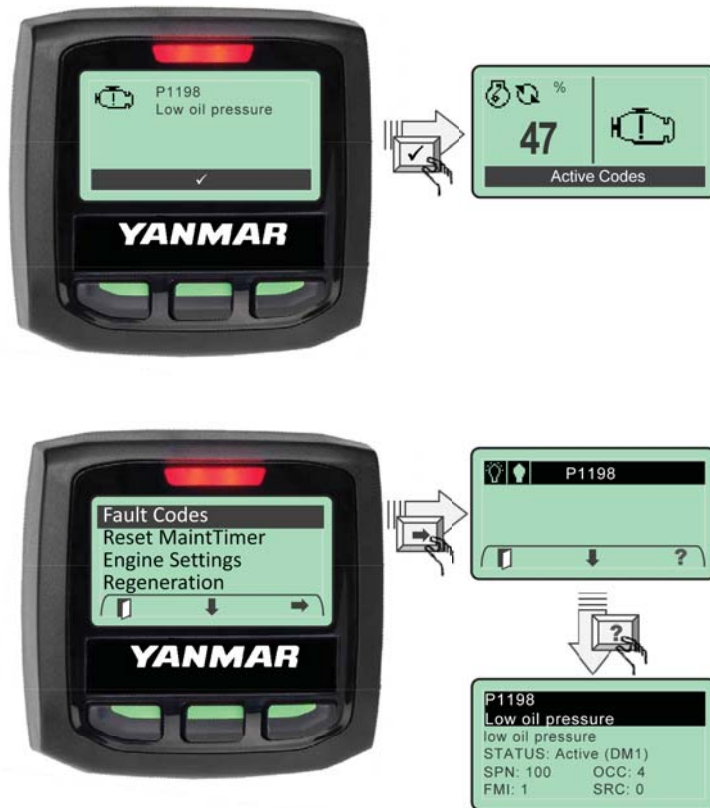 P1198
Low oil pressure
✓
YANMAR
✓
%
47
Active Codes
Fault Codes
Reset MaintTimer
Engine Settings
Regeneration
YANMAR
P1198
?
?
P1198
Low oil pressure
low oil pressure
STATUS: Active (DM1)
SPN: 100 OCC: 4
FMI: 1 SRC: 0